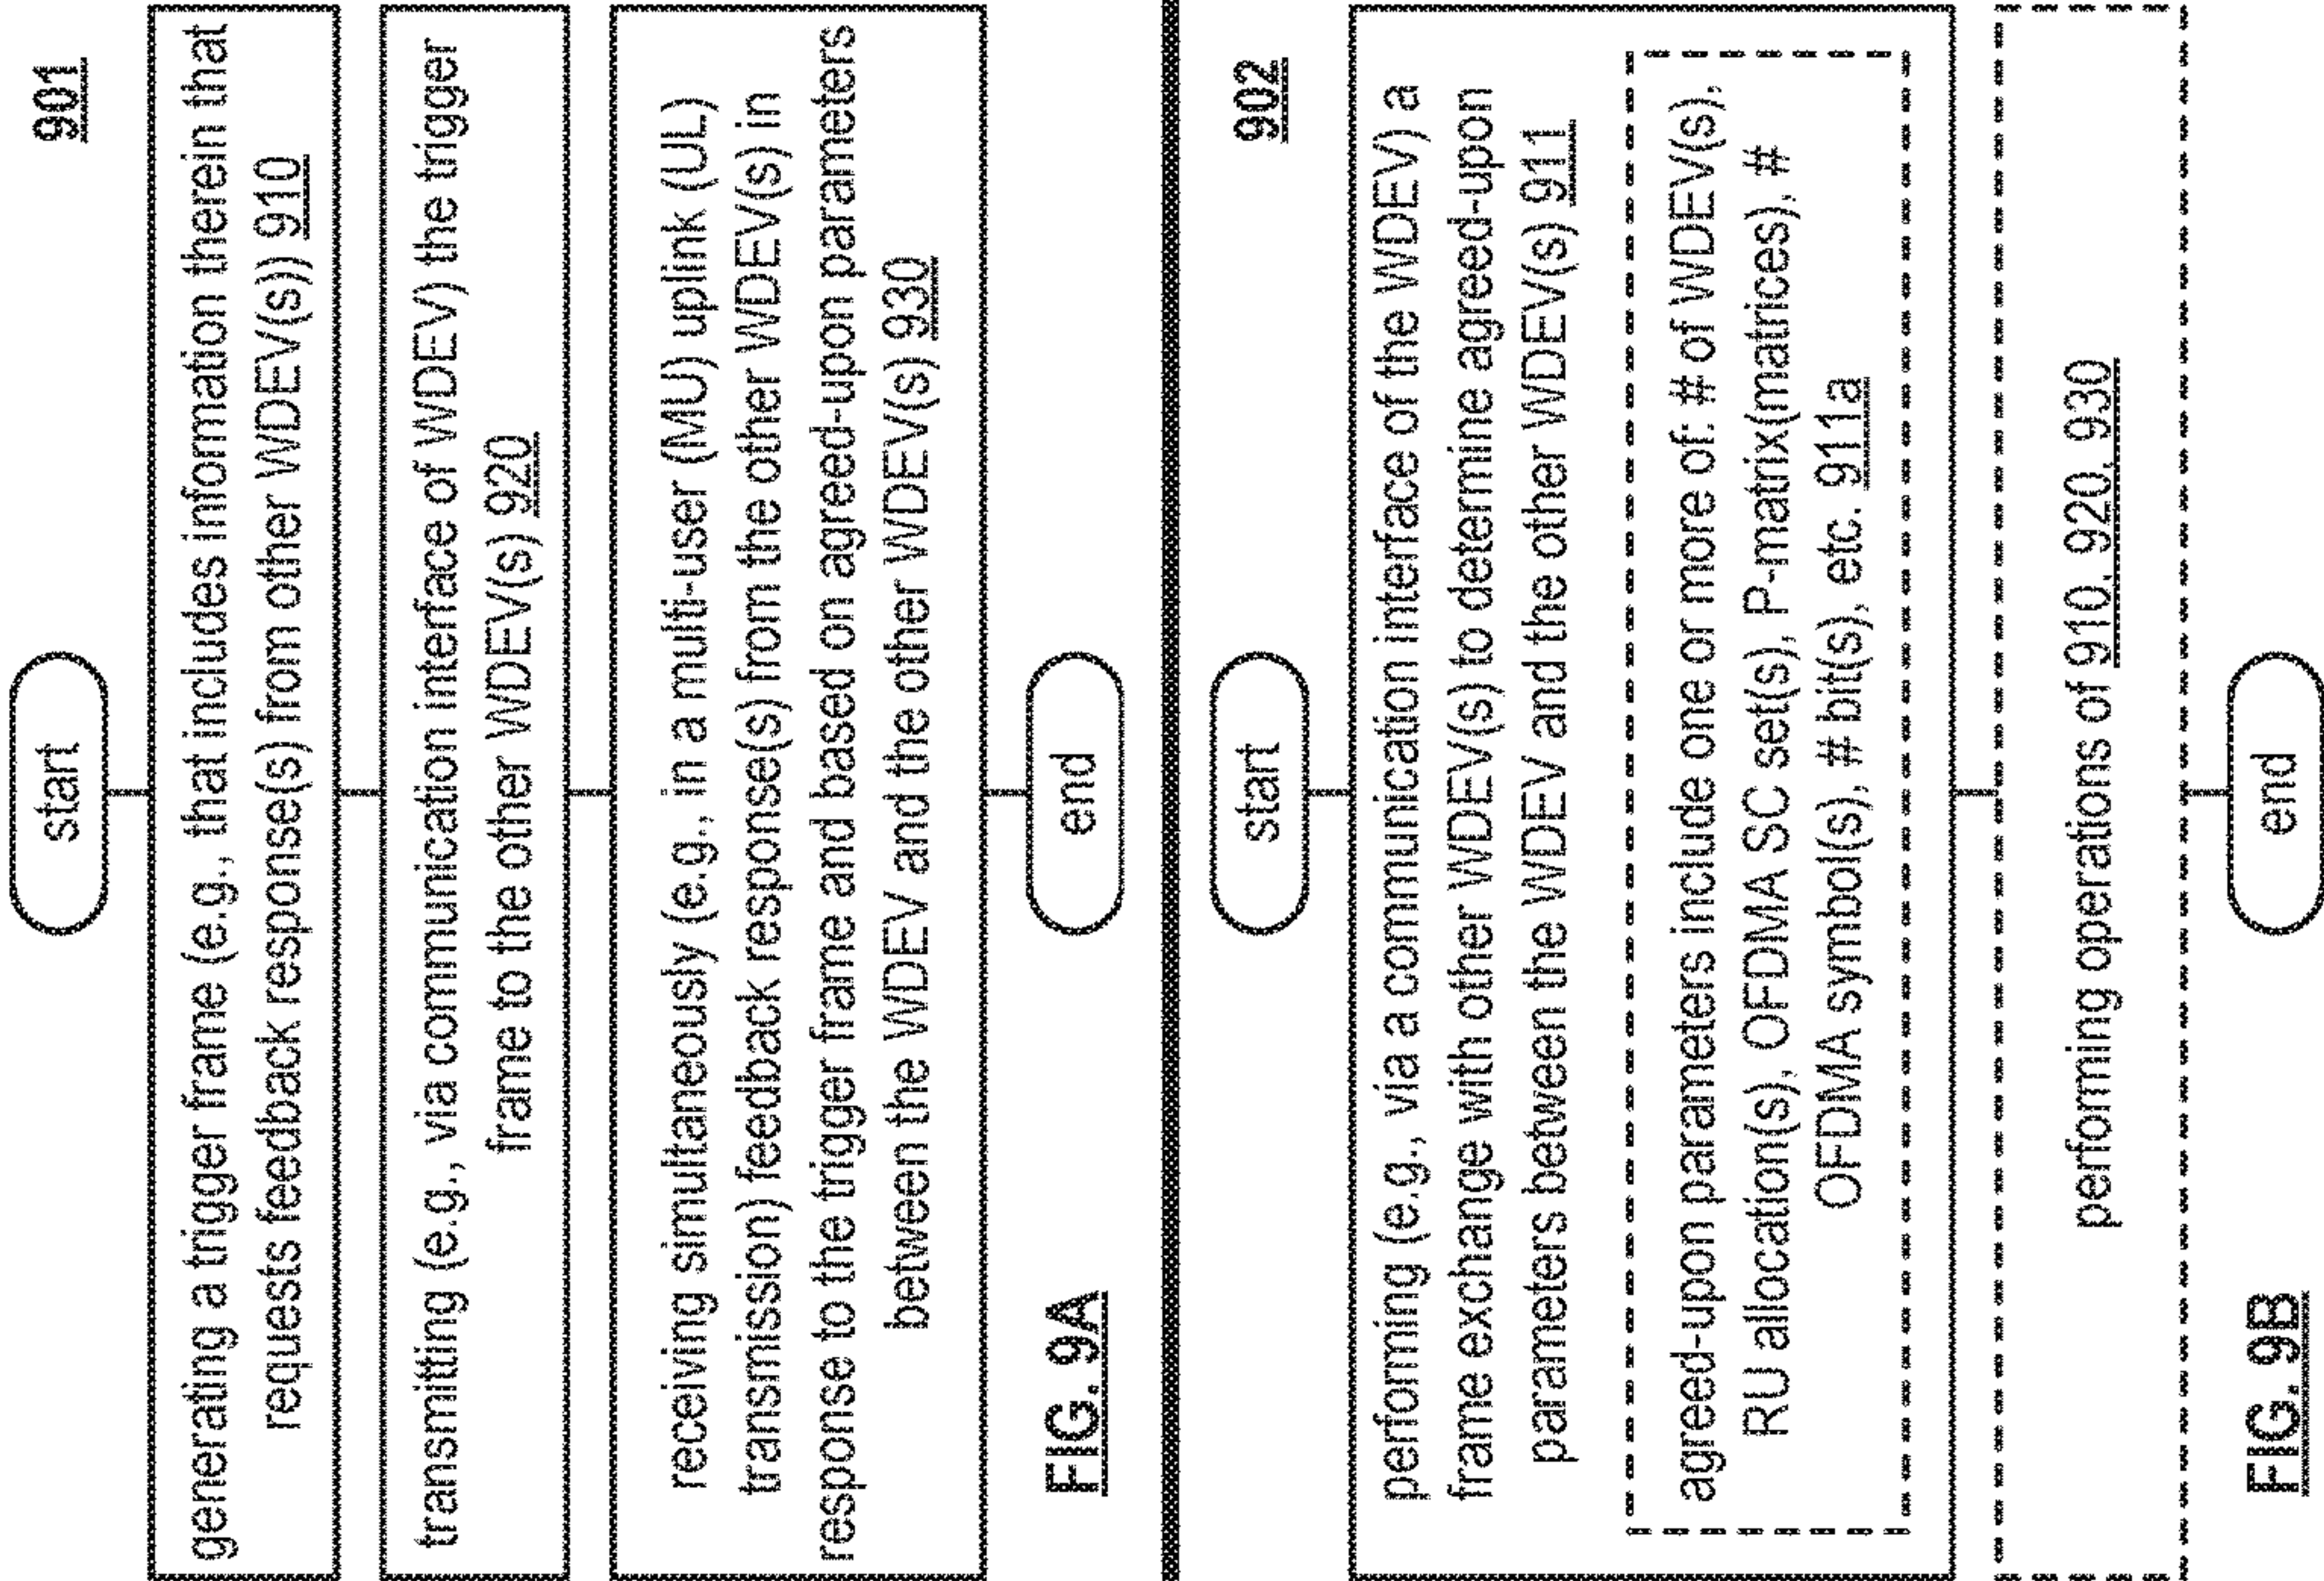 901
start
generating a trigger frame (e.g., that includes information therein that
requests feedback response(s) from other WDEV(s)) 910
transmitting (e.g., via communication interface of WDEV) the trigger
frame to the other WDEV(s) 920
receiving simultaneously (e.g., in a multi-user (MU) uplink (UL)
transmission) feedback response(s) from the other WDEV(s) in
response to the trigger frame and based on agreed-upon parameters
between the WDEV and the other WDEV(s) 930
end
FIG. 9A
902
start
performing (e.g., via a communication interface of the WDEV) a
frame exchange with other WDEV(s) to determine agreed-upon
parameters between the WDEV and the other WDEV(s) 911
agreed-upon parameters include one or more of: # of WDEV(s),
RU allocation(s), OFDMA SC set(s), P-matrix(matrices), #
OFDMA symbol(s), # bit(s), etc. 911a
performing operations of 910, 920, 930
end
FIG. 9B